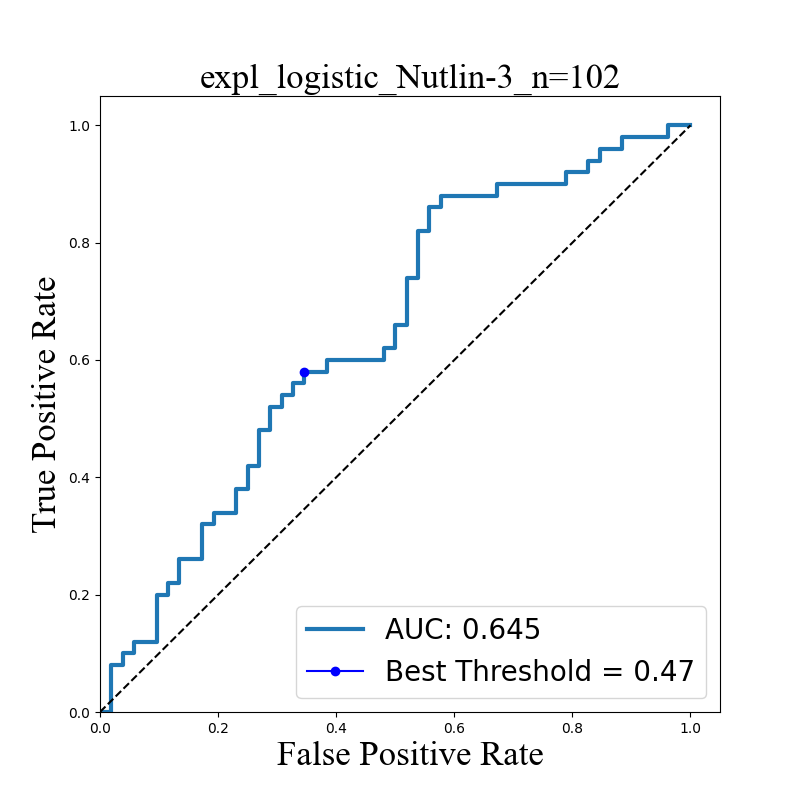 expl_logistic_Nutlin-3_n=102
True Positive Rate
1.0
0.8
0.6
0.4
0.2
0.0
AUC: 0.645
Best Threshold = 0.47
0.0 0.2 0.4 0.6 0.8 1.0
False Positive Rate